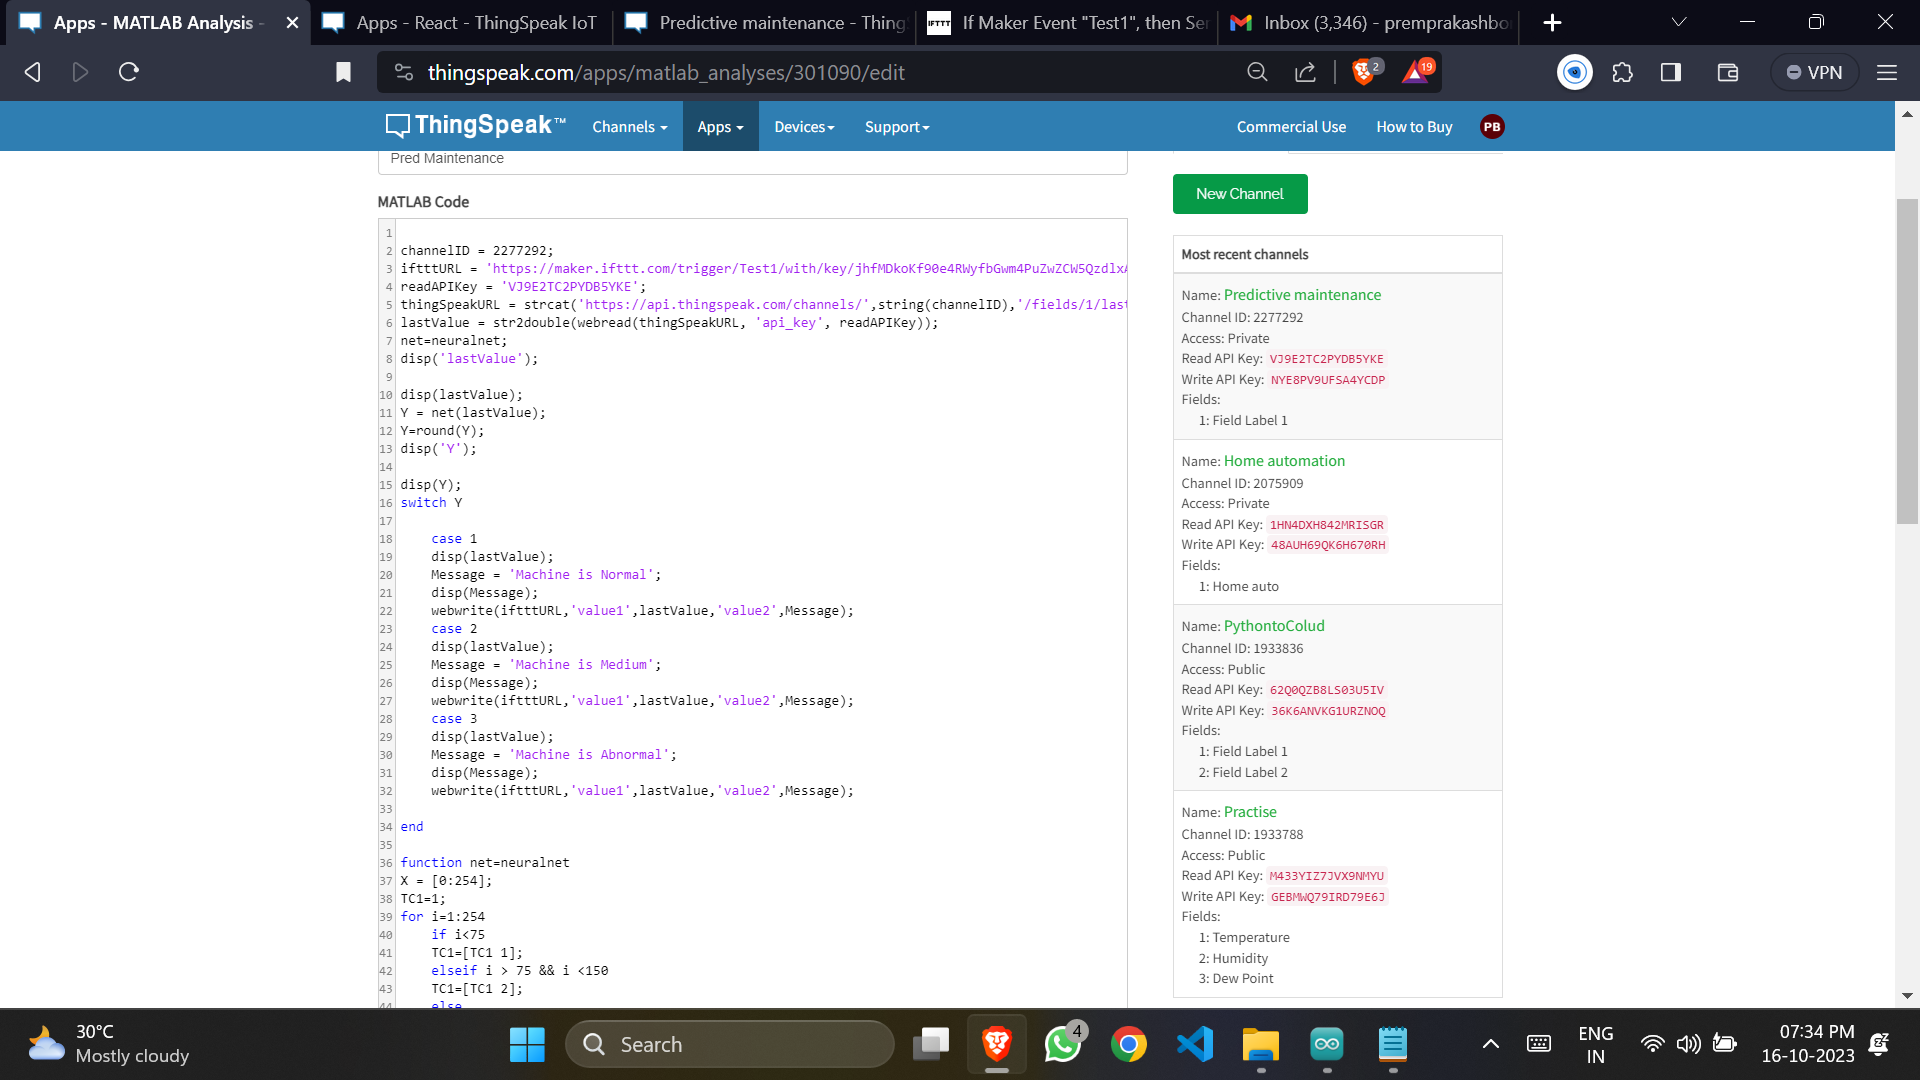 Apps - MATLAB Analysis -
Apps - React - ThingSpeak IoT
Predictive maintenance - Thing
IFTTT
If Maker Event "Test1", then Se
Inbox (3,346) - premprakashbo
thingspeak.com/apps/matlab_analyses/301090/edit
2
19
VPN
ThingSpeak™
Channels
Apps
Devices
Support
Commercial Use
How to Buy
PB
Pred Maintenance
MATLAB Code
1
2 channelID = 2277292;
3 iftttURL = 'https://maker.ifttt.com/trigger/Test1/with/key/jhfMDkoKf90e4RWyfbGwm4PuZwZCW5Qzdlx
4 readAPIKey = 'VJ9E2TC2PYDB5YKE';
5 thingSpeakURL = strcat('https://api.thingspeak.com/channels/',string(channelID),'/fields/1/last
6 lastValue = str2double(webread(thingSpeakURL, 'api_key', readAPIKey));
7 net=neuralnet;
8 disp('lastValue');
9
10 disp(lastValue);
11 Y = net(lastValue);
12 Y=round(Y);
13 disp('Y');
14
15 disp(Y);
16 switch Y
17
18 case 1
19 disp(lastValue);
20 Message = 'Machine is Normal';
21 disp(Message);
22 webwrite(iftttURL,'value1',lastValue,'value2',Message);
23 case 2
24 disp(lastValue);
25 Message = 'Machine is Medium';
26 disp(Message);
27 webwrite(iftttURL,'value1',lastValue,'value2',Message);
28 case 3
29 disp(lastValue);
30 Message = 'Machine is Abnormal';
31 disp(Message);
32 webwrite(iftttURL,'value1',lastValue,'value2',Message);
33
34 end
35
36 function net=neuralnet
37 X = [0:254];
38 TC1=1;
39 for i=1:254
40 if i<75
41 TC1=[TC1 1];
42 elseif i > 75 && i <150
43 TC1=[TC1 2];
44 else
New Channel
Most recent channels
Name: Predictive maintenance
Channel ID: 2277292
Access: Private
Read API Key: VJ9E2TC2PYDB5YKE
Write API Key: NYE8PV9UFSA4YCDP
Fields:
1: Field Label 1
Name: Home automation
Channel ID: 2075909
Access: Private
Read API Key: 1HN4DXH842MRISGR
Write API Key: 48AUH69QK6H670RH
Fields:
1: Home auto
Name: PythontoColud
Channel ID: 1933836
Access: Public
Read API Key: 62Q0QZB8LS03U5IV
Write API Key: 36K6ANVKG1URZNOQ
Fields:
1: Field Label 1
2: Field Label 2
Name: Practise
Channel ID: 1933788
Access: Public
Read API Key: M433YIZ7JVX9NMYU
Write API Key: GEBMWQ79IRD79E6J
Fields:
1: Temperature
2: Humidity
3: Dew Point
30°C
Mostly cloudy
Search
4
ENG
IN
07:34 PM
16-10-2023